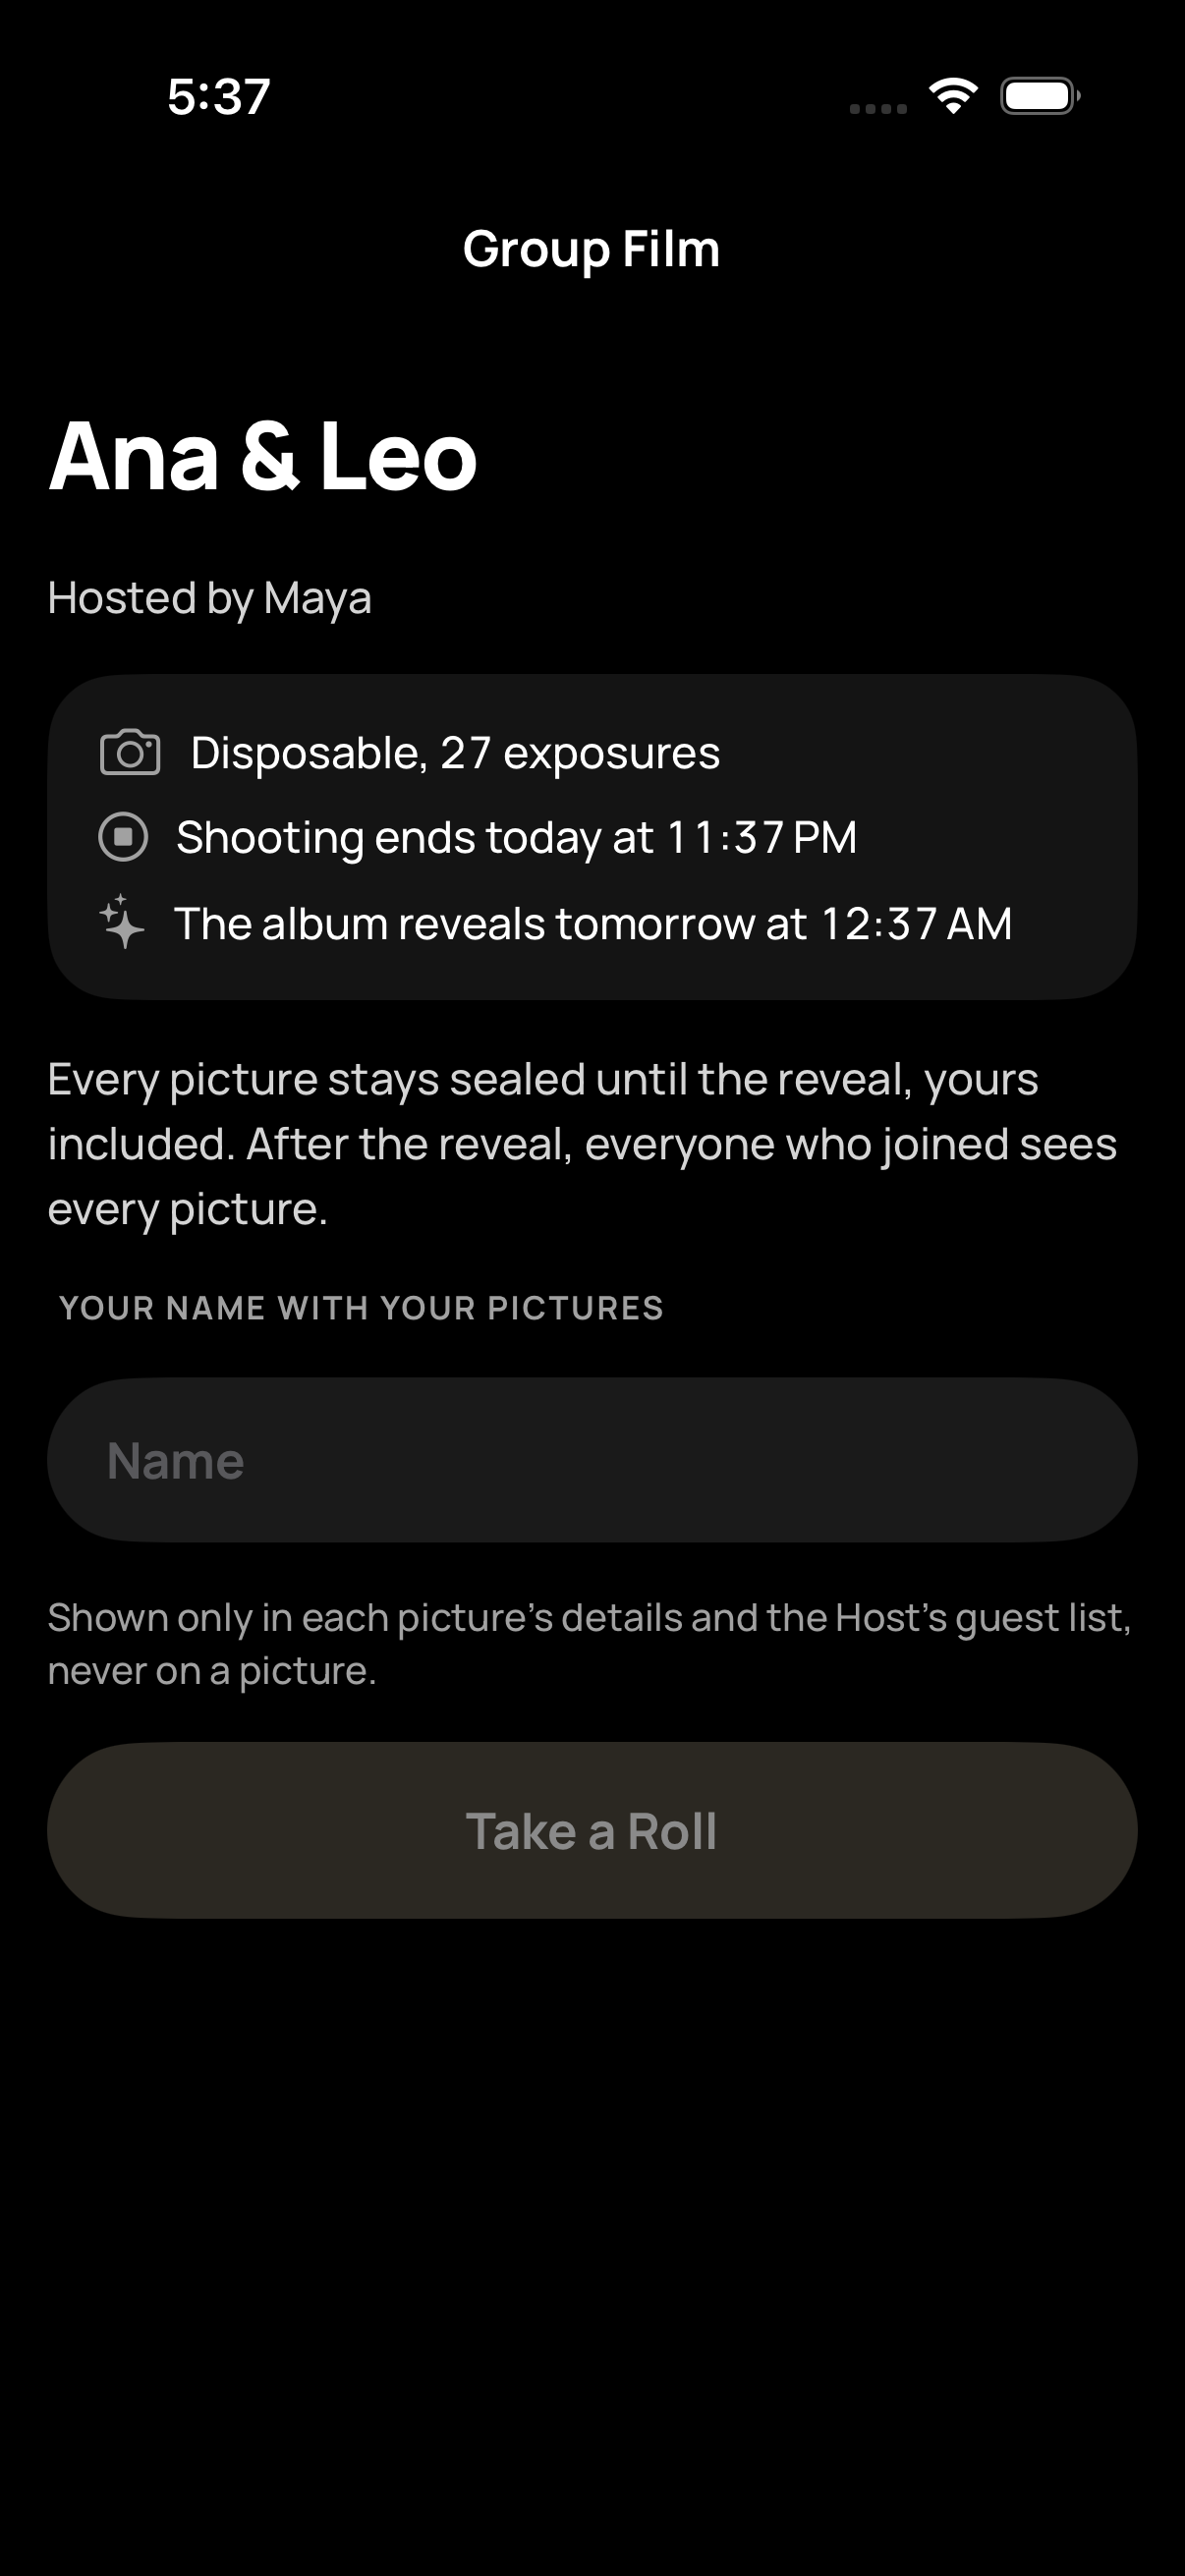 5:37
Group Film
Ana & Leo
Hosted by Maya
Disposable, 27 exposures
Shooting ends today at 11:37 PM
The album reveals tomorrow at 12:37 AM
Every picture stays sealed until the reveal, yours
included. After the reveal, everyone who joined sees
every picture.
YOUR NAME WITH YOUR PICTURES
Name
Shown only in each picture’s details and the Host’s guest list,
never on a picture.
Take a Roll